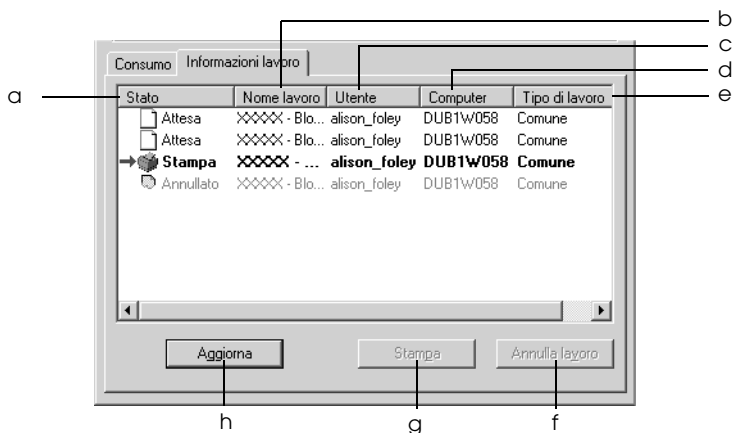 b
c
d
e
a
Consumo Informazioni lavoro
Stato Nome lavoro Utente Computer Tipo di lavoro
Attesa XXXXX - Blo... alison_foley DUB1W058 Comune
Attesa XXXXX - Blo... alison_foley DUB1W058 Comune
Stampa XXXXX - ... alison_foley DUB1W058 Comune
Annullato XXXXX - Blo... alison_foley DUB1W058 Comune
Aggiorna Stampa Annulla lavoro
h g f